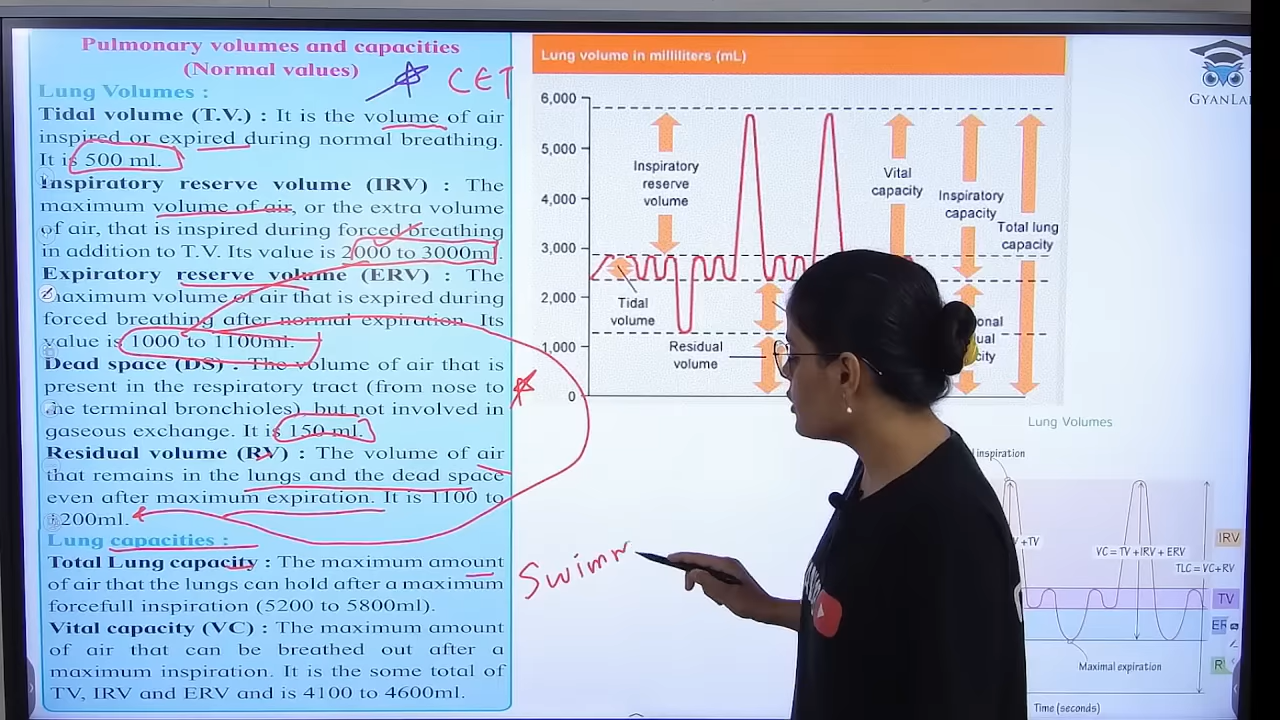 Pulmonary volumes and capacities
(Normal values)
CET
Lung Volumes :
Tidal volume (T.V.) : It is the volume of air
inspired or expired during normal breathing.
It is 500 ml.
Inspiratory reserve volume (IRV) : The
maximum volume of air, or the extra volume
of air, that is inspired during forced breathing
in addition to T.V. Its value is 2000 to 3000ml.
Expiratory reserve volume (ERV) : The
maximum volume of air that is expired during
forced breathing after normal expiration. Its
value is 1000 to 1100ml.
Dead space (DS) : The volume of air that is
present in the respiratory tract (from nose to
the terminal bronchioles), but not involved in
gaseous exchange. It is 150 ml.
Residual volume (RV) : The volume of air
that remains in the lungs and the dead space
even after maximum expiration. It is 1100 to
1200ml.
Lung capacities :
Total Lung capacity : The maximum amount
of air that the lungs can hold after a maximum
forcefull inspiration (5200 to 5800ml).
Vital capacity (VC) : The maximum amount
of air that can be breathed out after a
maximum inspiration. It is the some total of
TV, IRV and ERV and is 4100 to 4600ml.
Lung volume in milliliters (mL)
6,000
5,000
4,000
3,000
2,000
1,000
0
Inspiratory
reserve
volume
Vital
capacity
Inspiratory
capacity
Total lung
capacity
Tidal
volume
Residual
volume
Lung Volumes
Swimm
inspiration
+TV
VC = TV + IRV + ERV
TLC = VC+RV
IRV
TV
ER
R
Maximal expiration
Time (seconds)